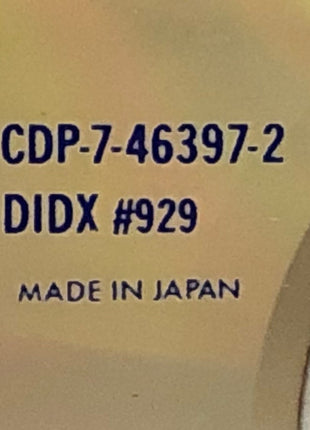 CDP-7-46397-2
DIDX #929
MADE IN JAPAN